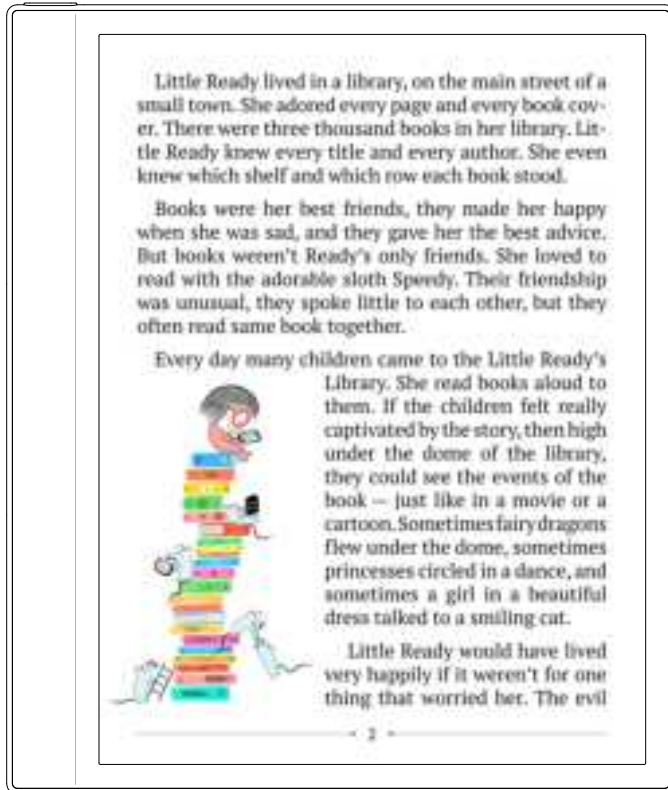 Little Ready lived in a library, on the main street of a
small town. She adored every page and every book cov-
er. There were three thousand books in her library. Lit-
tle Ready knew every title and every author. She even
knew which shelf and which row each book stood.
Books were her best friends, they made her happy
when she was sad, and they gave her the best advice.
But books weren't Ready's only friends. She loved to
read with the adorable sloth Speedy. Their friendship
was unusual, they spoke little to each other, but they
often read same book together.
Every day many children came to the Little Ready's
Library. She read books aloud to
them. If the children felt really
captivated by the story, then high
under the dome of the library,
they could see the events of the
book — just like in a movie or a
cartoon. Sometimes fairy dragons
flew under the dome, sometimes
princesses circled in a dance, and
sometimes a girl in a beautiful
dress talked to a smiling cat.
Little Ready would have lived
very happily if it weren't for one
thing that worried her. The evil
2